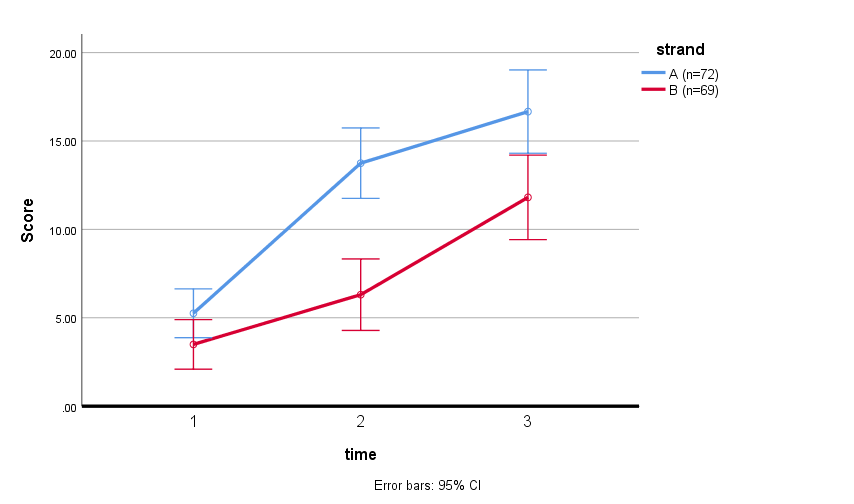 strand
A (n=72)
B (n=69)
20.00
15.00
10.00
5.00
.00
Score
1 2 3
time
Error bars: 95% CI